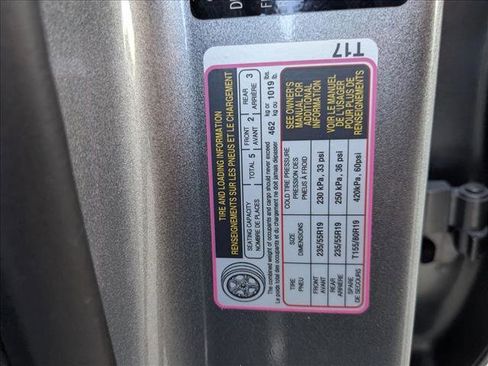 T17
TIRE AND LOADING INFORMATION
RENSEIGNEMENTS SUR LES PNEUS ET LE CHARGEMENT
SEATING CAPACITY
NOMBRE DE PLACES
TOTAL 5
FRONT
AVANT 2
REAR
ARRIÈRE 3
The combined weight of occupants and cargo should never exceed
Le poids total des occupants et du chargement ne doit jamais dépasser
462 kg or 1019 lbs.
kg ou lb.
TIRE
PNEU
SIZE
DIMENSIONS
COLD TIRE PRESSURE
PRESSION DES
PNEUS À FROID
FRONT
AVANT
235/55R19
230 kPa, 33 psi
REAR
ARRIÈRE
235/55R19
250 kPa, 36 psi
SPARE
DE SECOURS
T155/80R19
420kPa, 60psi
SEE OWNER'S
MANUAL FOR
ADDITIONAL
INFORMATION
VOIR LE MANUEL
DE L'USAGER
POUR PLUS DE
RENSEIGNEMENTS